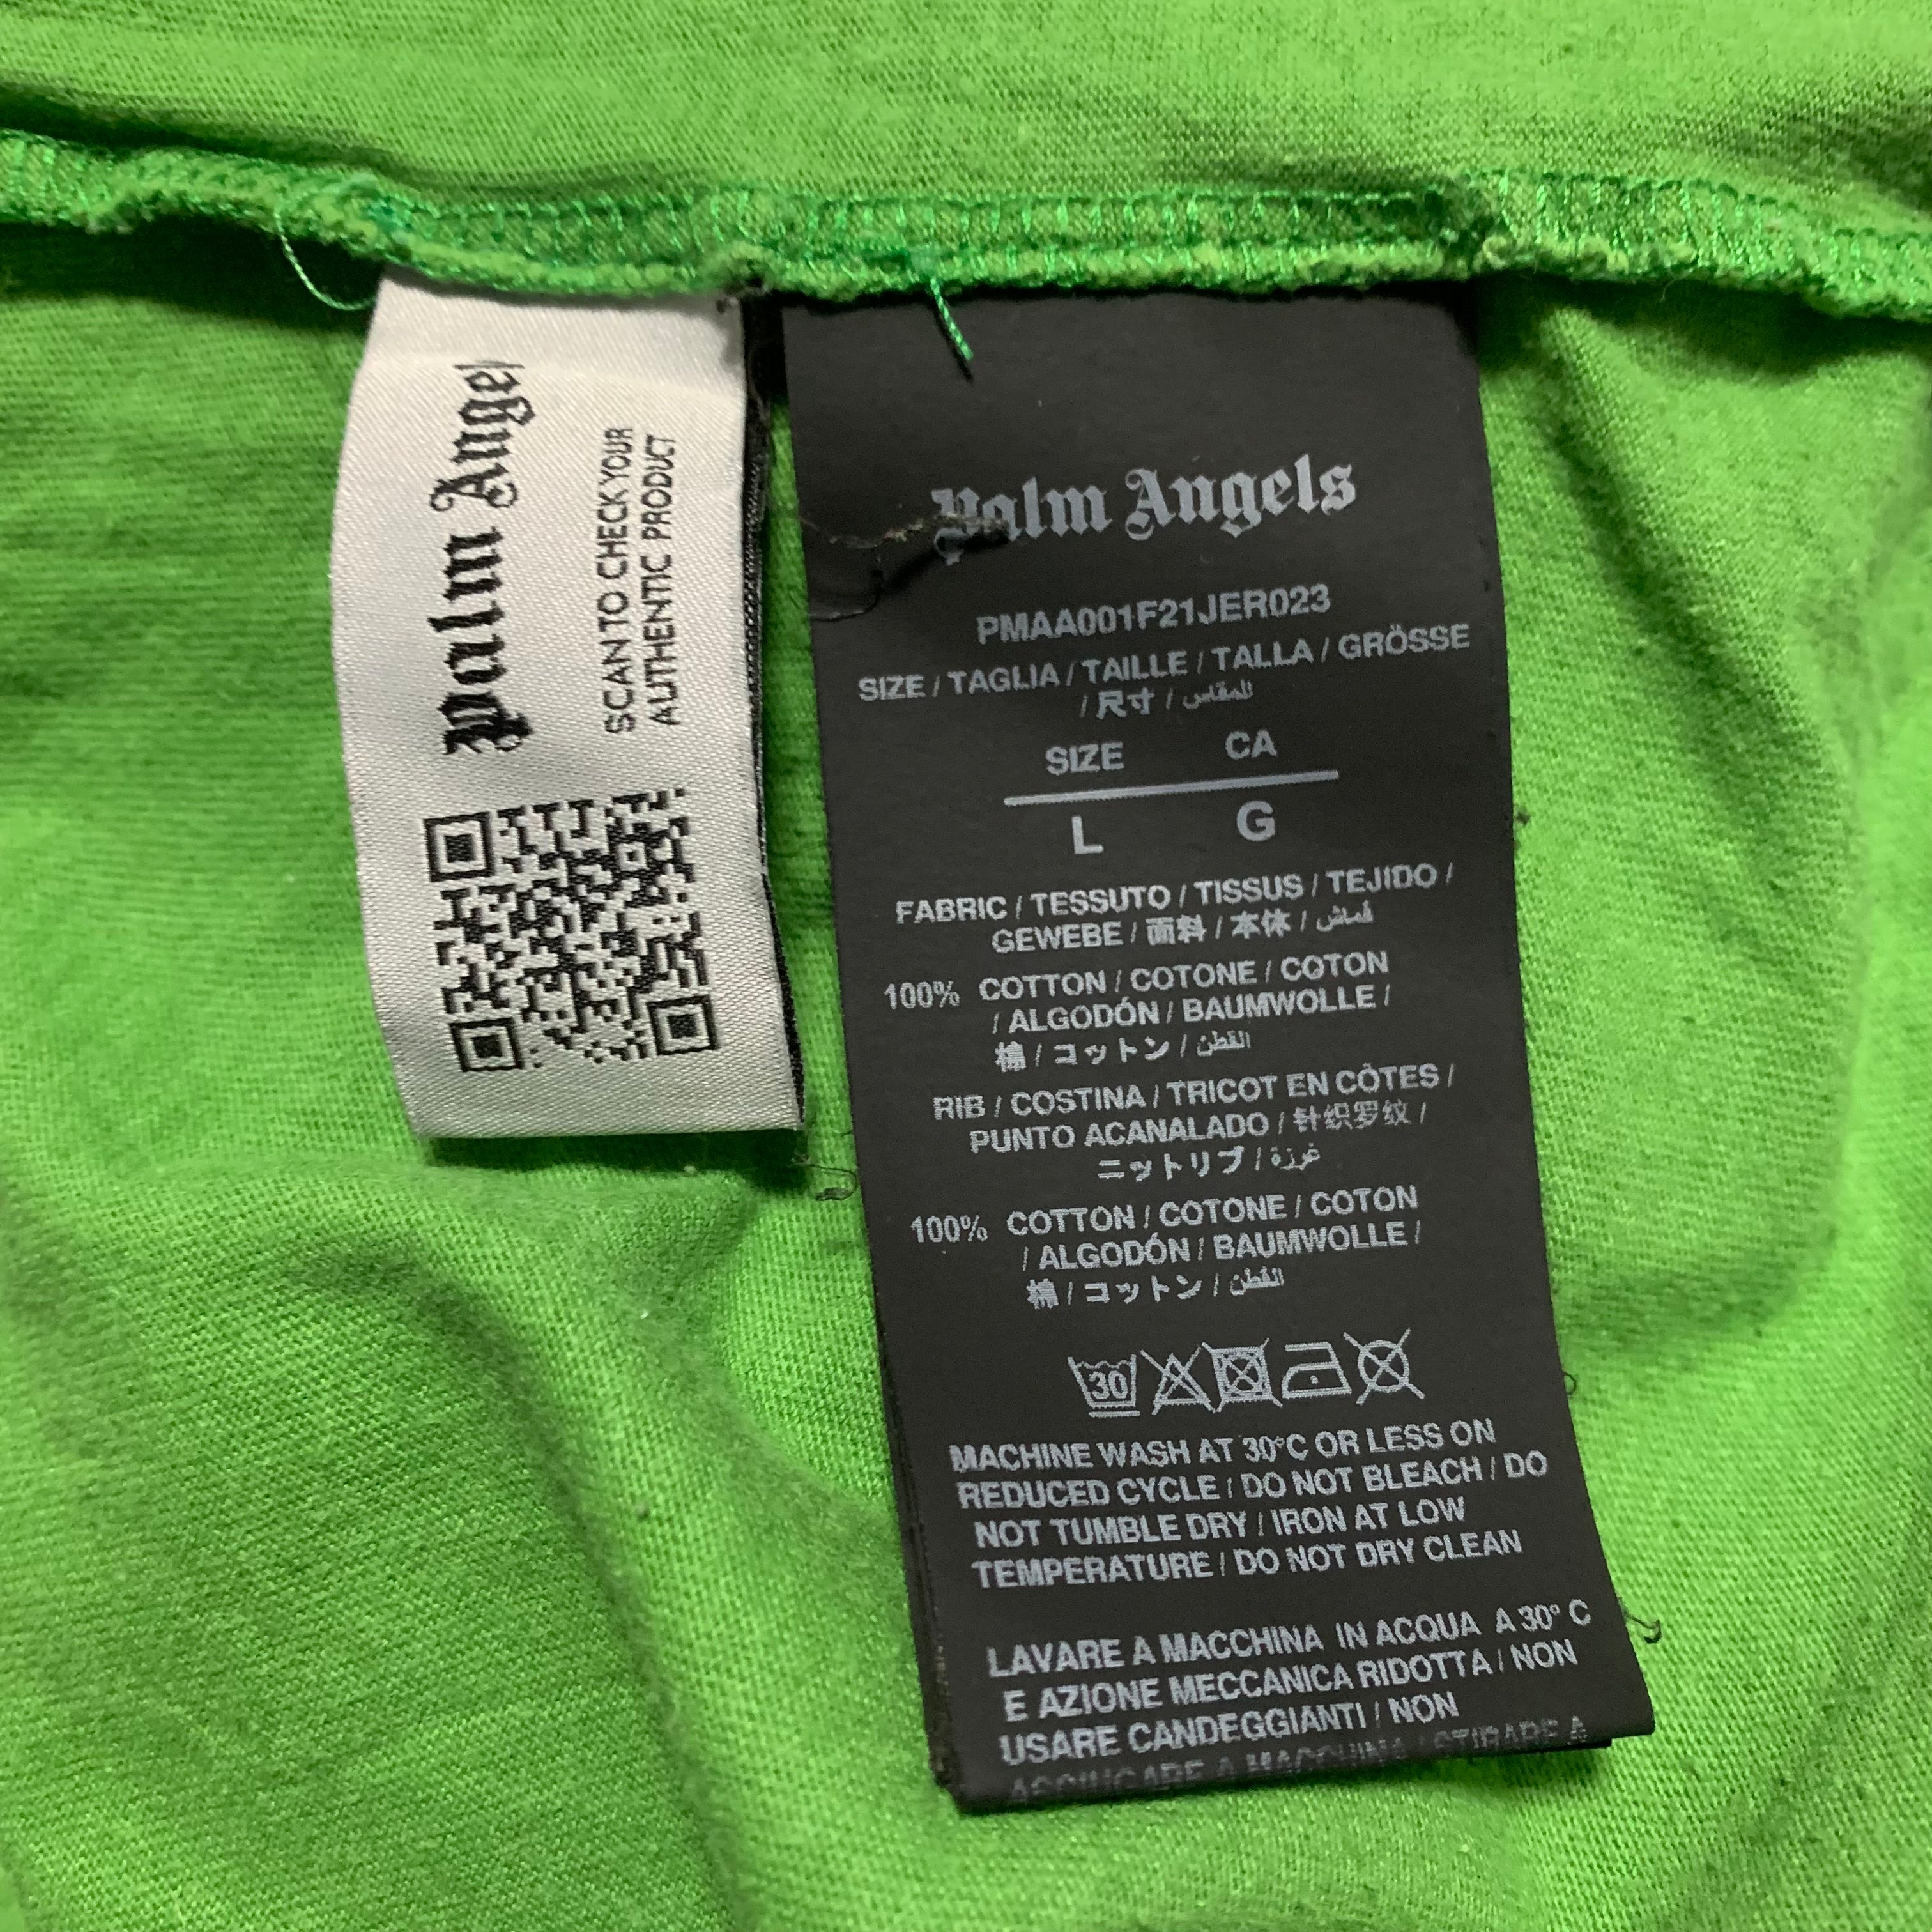 Palm Angel
SCAN TO CHECK YOUR
AUTHENTIC PRODUCT
Palm Angels
PMAA001F21JER023
SIZE / TAGLIA / TAILLE / TALLA / GRÖSSE
/ 尺寸 / المقاس
SIZE CA
L G
FABRIC / TESSUTO / TISSUS / TEJIDO /
GEWEBE / 面料 / 本体 / قماش
100% COTTON / COTONE / COTON
/ ALGODÓN / BAUMWOLLE /
棉 / コットン / القطن
RIB / COSTINA / TRICOT EN CÔTES /
PUNTO ACANALADO / 针织罗纹 /
ニットリブ / غرزة
100% COTTON / COTONE / COTON
/ ALGODÓN / BAUMWOLLE /
棉 / コットン / القطن
30
MACHINE WASH AT 30°C OR LESS ON
REDUCED CYCLE / DO NOT BLEACH / DO
NOT TUMBLE DRY / IRON AT LOW
TEMPERATURE / DO NOT DRY CLEAN
LAVARE A MACCHINA IN ACQUA A 30° C
E AZIONE MECCANICA RIDOTTA / NON
USARE CANDEGGIANTI / NON
A MACCHINA / STIRARE A